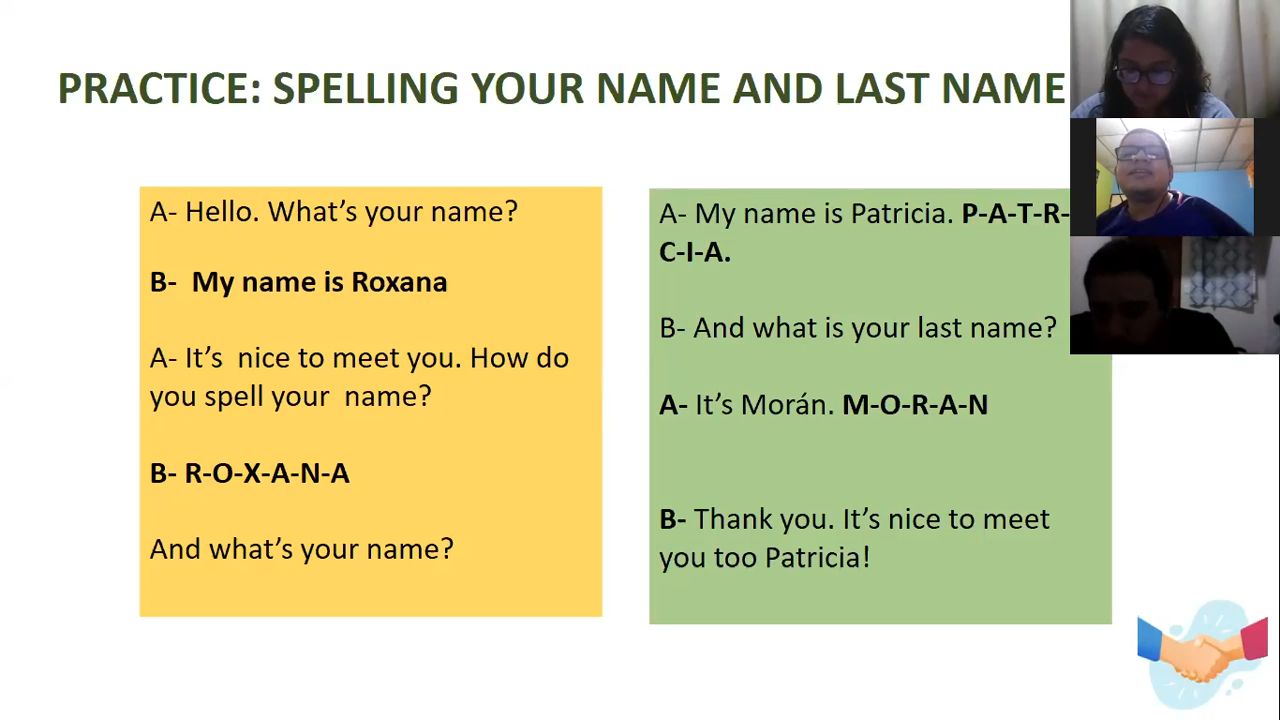 PRACTICE: SPELLING YOUR NAME AND LAST NAME
A- Hello. What's your name?
B-  My name is Roxana
A- It's  nice to meet you. How do
you spell your  name?
B- R-O-X-A-N-A
And what's your name?
A- My name is Patricia. P-A-T-R-
C-I-A.
B- And what is your last name?
A- It's Morán. M-O-R-A-N
B- Thank you. It's nice to meet
you too Patricia!